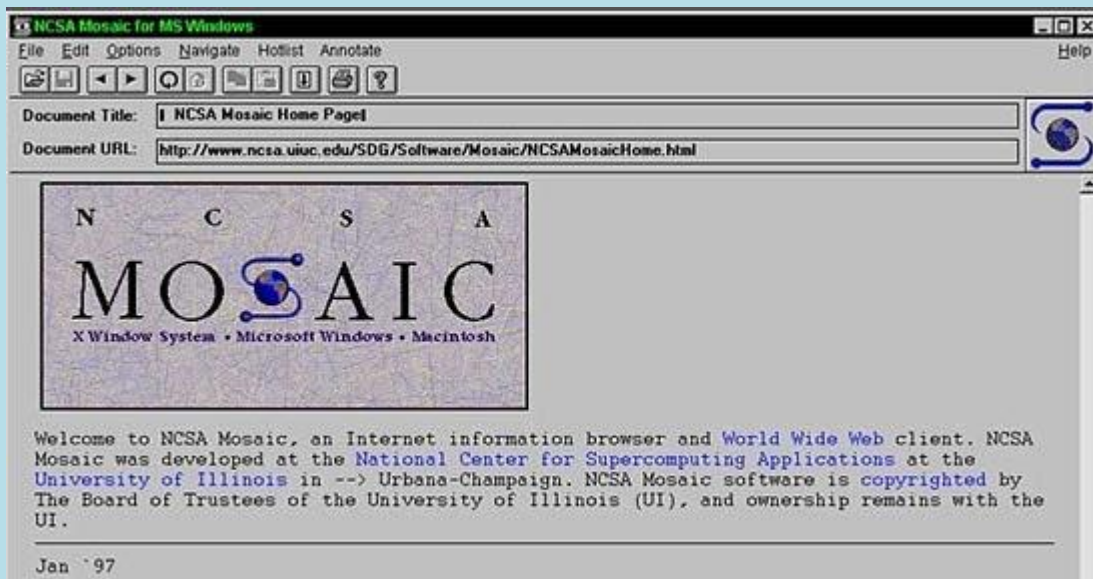 NCSA Mosaic for MS Windows
File Edit Options Navigate Hotlist Annotate Help
Document Title: NCSA Mosaic Home Page
Document URL: http://www.ncsa.uiuc.edu/SDG/Software/Mosaic/NCSAMosaicHome.html
N C S A
MOSAIC
X Window System • Microsoft Windows • Macintosh
Welcome to NCSA Mosaic, an Internet information browser and World Wide Web client. NCSA
Mosaic was developed at the National Center for Supercomputing Applications at the
University of Illinois in --> Urbana-Champaign. NCSA Mosaic software is copyrighted by
The Board of Trustees of the University of Illinois (UI), and ownership remains with the
UI.
Jan `97